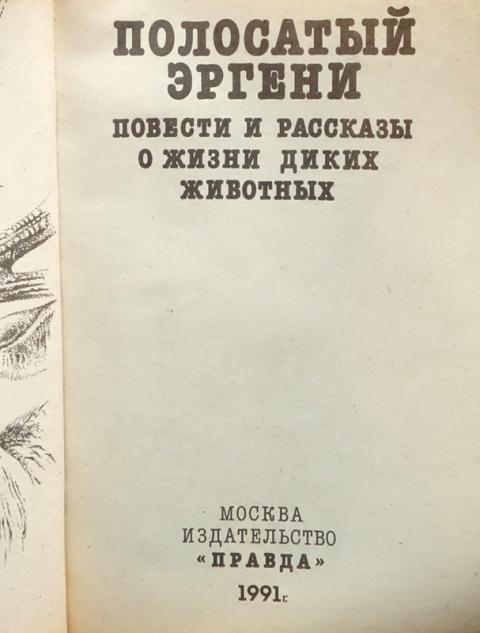 ПОЛОСАТЫЙ
ЭРГЕНИ
ПОВЕСТИ И РАССКАЗЫ
О ЖИЗНИ ДИКИХ
ЖИВОТНЫХ
МОСКВА
ИЗДАТЕЛЬСТВО
«ПРАВДА»
1991г.